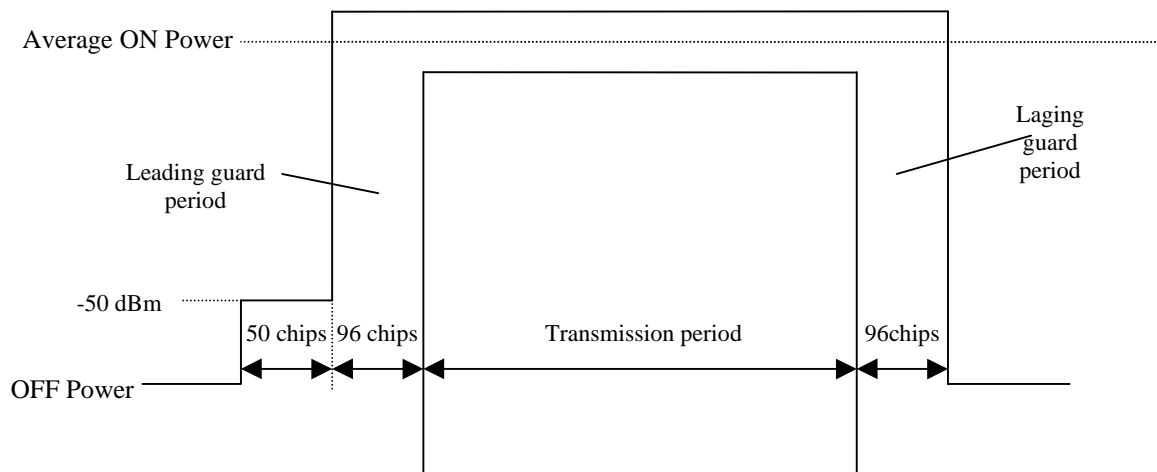 Average ON Power
Laging
guard
period
Leading guard
period
-50 dBm
50 chips
96 chips
Transmission period
96chips
OFF Power